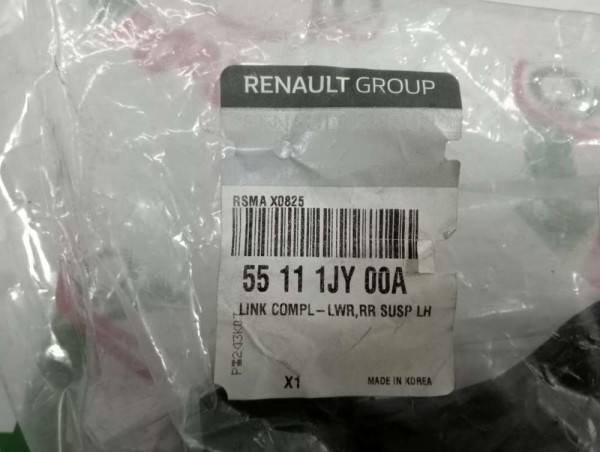 RENAULT GROUP
RSMA X0825
55 11 1JY 00A
LINK COMPL-LWR,RR SUSP LH
X1
MADE IN KOREA